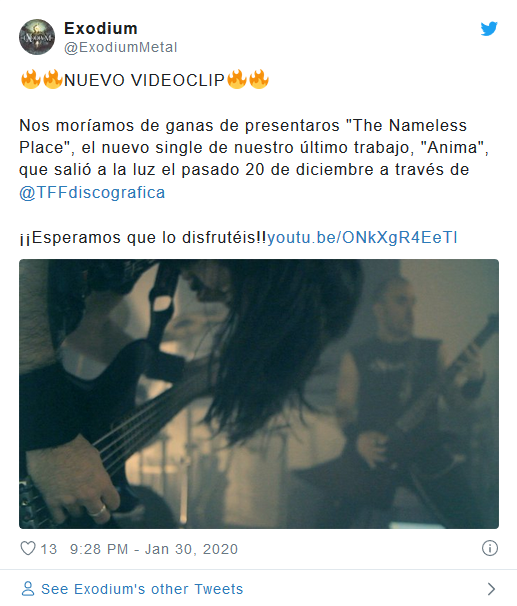 Exodium
@ExodiumMetal
🔥🔥NUEVO VIDEOCLIP🔥🔥
Nos moríamos de ganas de presentaros "The Nameless
Place", el nuevo single de nuestro último trabajo, "Anima",
que salió a la luz el pasado 20 de diciembre a través de
@TFFdiscografica
¡¡Esperamos que lo disfrutéis!!youtu.be/ONkXgR4EeTI
13 9:28 PM - Jan 30, 2020
See Exodium's other Tweets